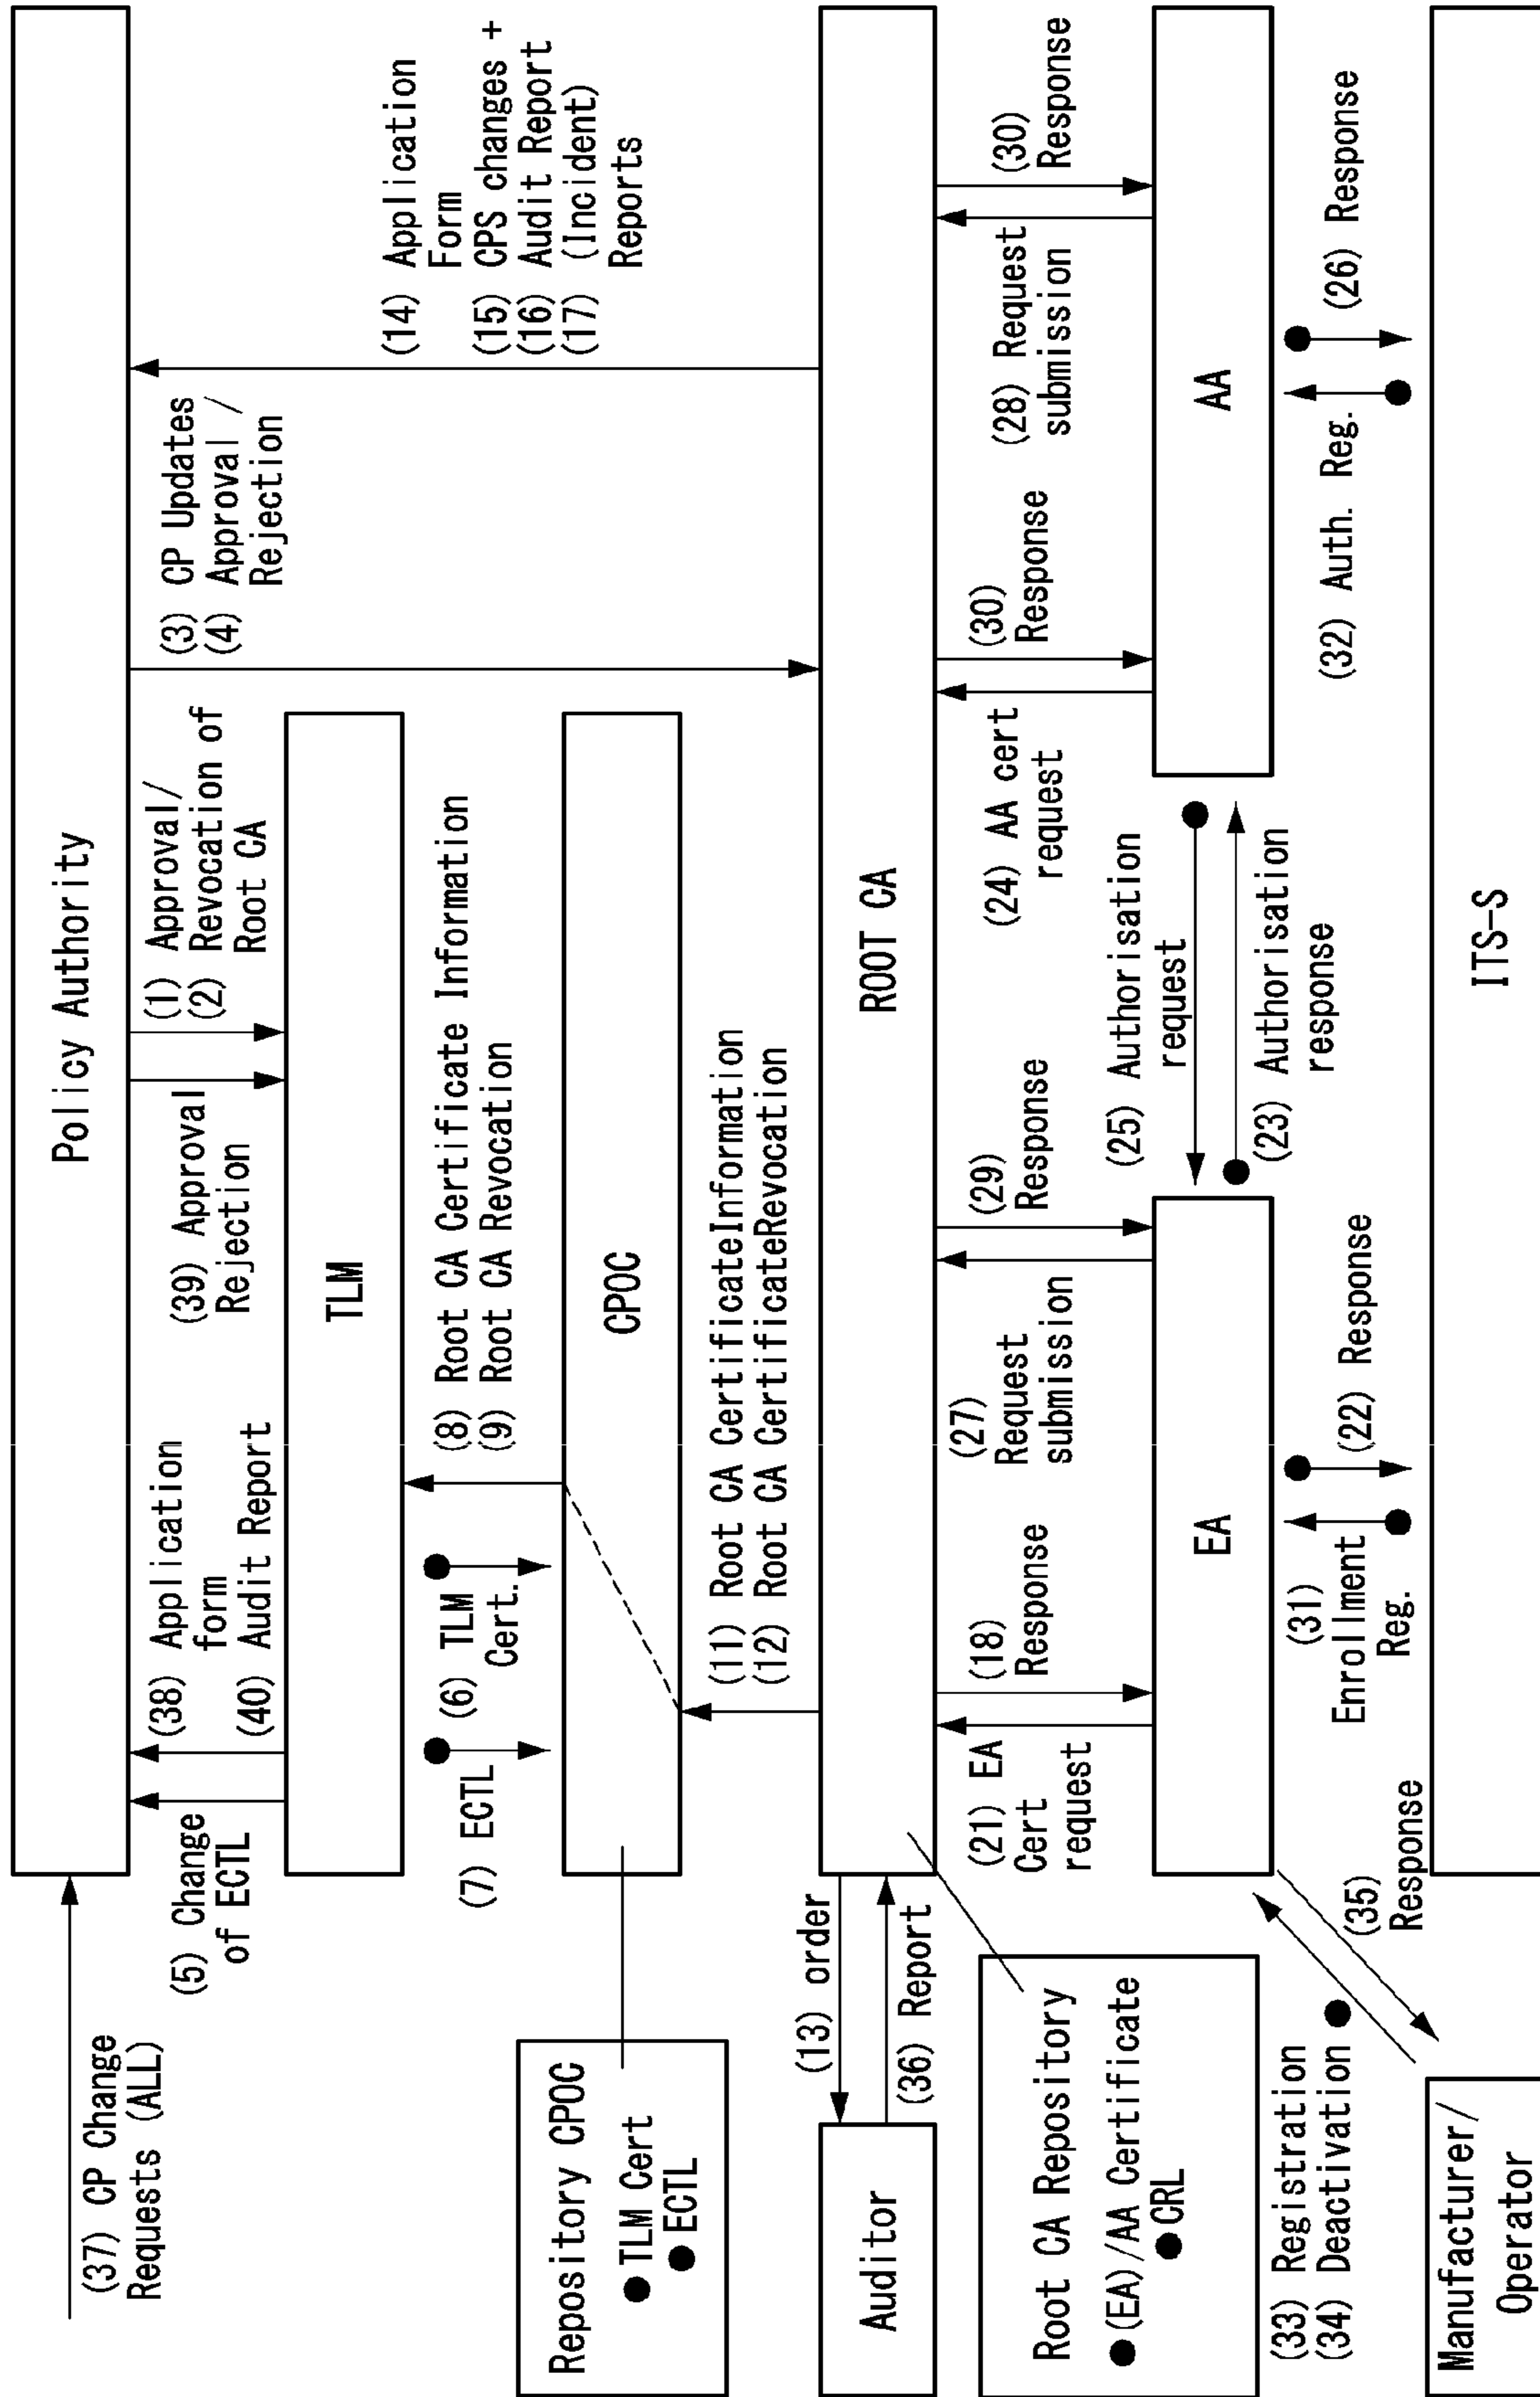 (37) CP Change
Requests (ALL)
Policy Authority
(5) Change
of ECTL
(38) Application
form
(40) Audit Report
(39) Approval
Rejection
(1) Approval/
(2) Revocation of
Root CA
(3) CP Updates
(4) Approval /
Rejection
(14) Application
Form
(15) CPS changes +
(16) Audit Report
(17) (Incident)
Reports
TLM
(7) ECTL
(6) TLM
Cert.
(8) Root CA Certificate Information
(9) Root CA Revocation
Repository CPOC
● TLM Cert
● ECTL
CPOC
(11) Root CA CertificateInformation
(12) Root CA CertificateRevocation
(13) order
(36) Report
Auditor
ROOT CA
Root CA Repository
● (EA)/AA Certificate
● CRL
(21) EA
Cert
request
(18)
Response
(27)
Request
submission
(29)
Response
(24) AA cert
request
(30)
Response
(28) Request
submission
(30)
Response
EA
(25) Authorisation
request
(23) Authorisation
response
AA
(33) Registration
(34) Deactivation
(35)
Response
(31)
Enrollment
Reg.
(22) Response
(32) Auth. Reg.
(26) Response
Manufacturer/
Operator
ITS-S